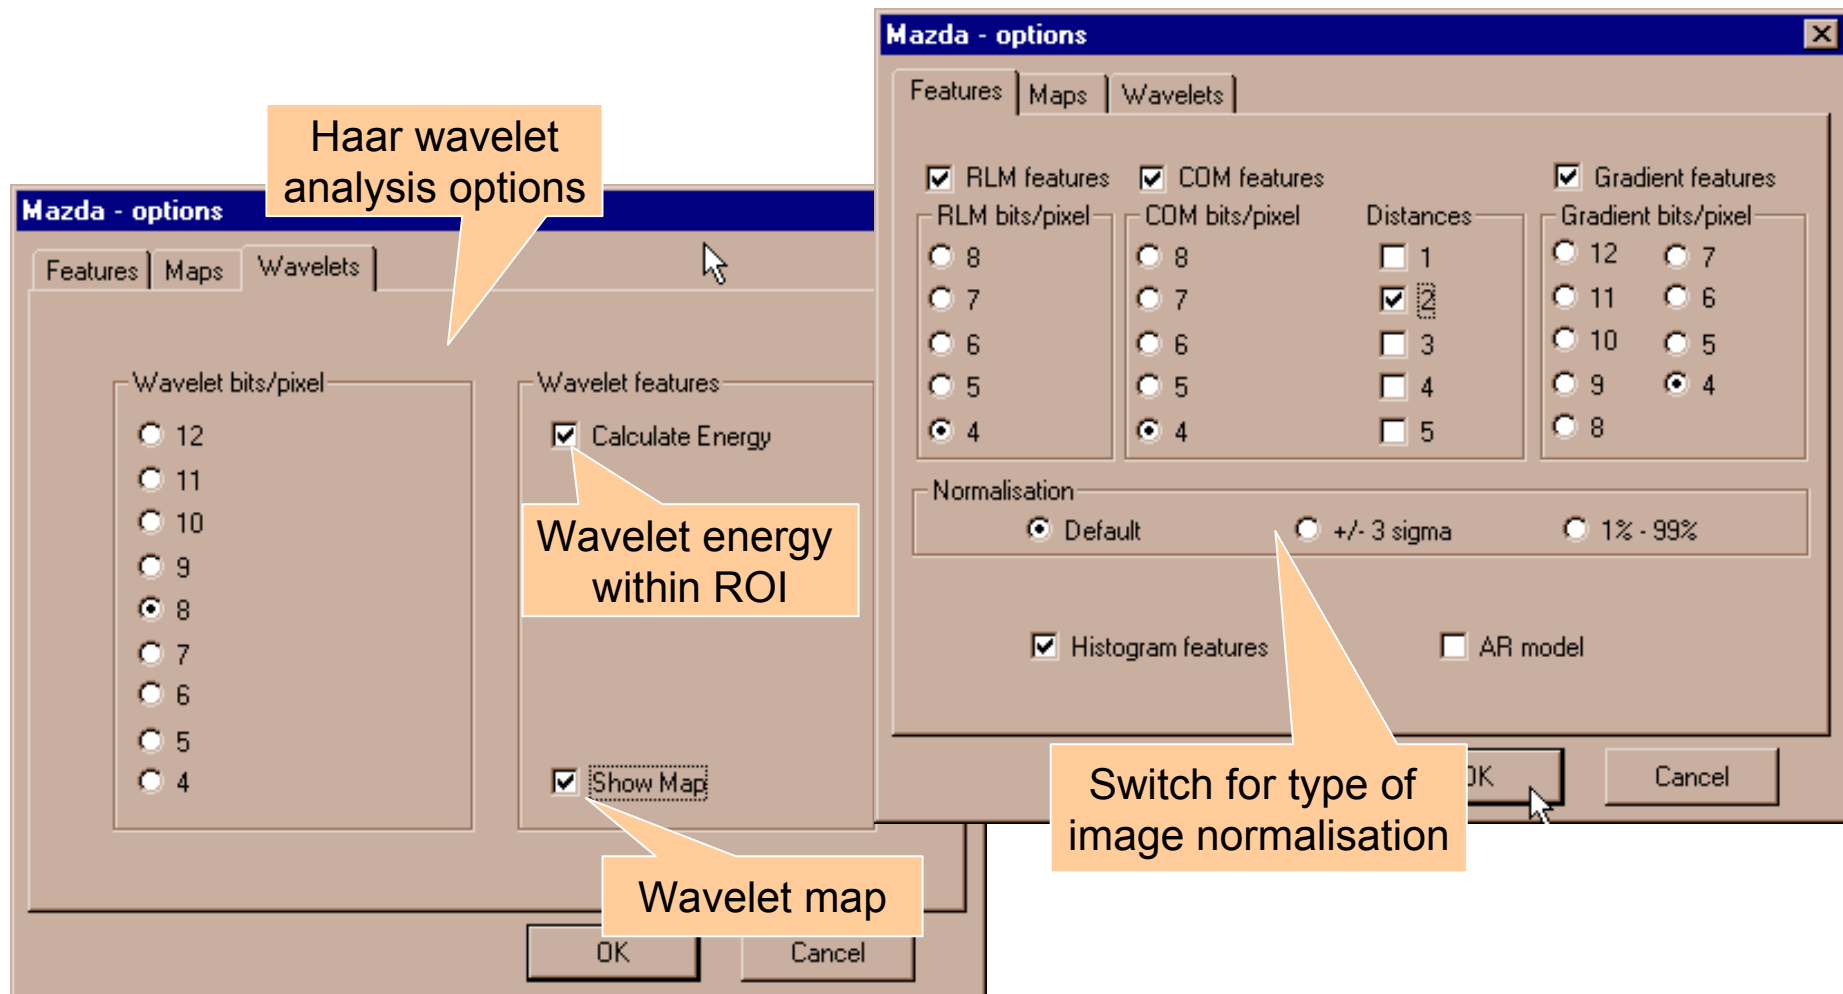 Haar wavelet
analysis options
Mazda - options
Features Maps Wavelets
Wavelet bits/pixel
12
11
10
9
8
7
6
5
4
Wavelet features
Calculate Energy
Wavelet energy
within ROI
Show Map
Wavelet map
OK Cancel
Mazda - options
Features Maps Wavelets
RLM features COM features Gradient features
RLM bits/pixel COM bits/pixel Distances Gradient bits/pixel
8 8 1 12 7
7 7 2 11 6
6 6 3 10 5
5 5 4 9 4
4 4 5 8
Normalisation
Default +/- 3 sigma 1% - 99%
Histogram features AR model
Switch for type of
image normalisation
Cancel